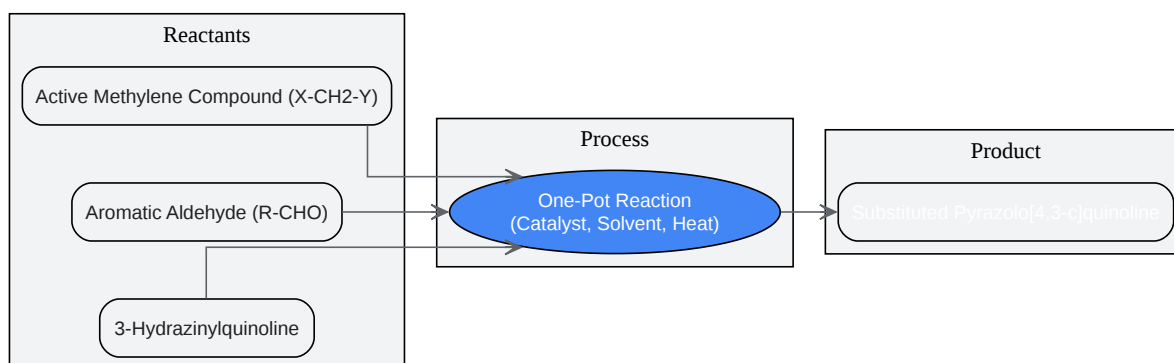 Reactants
Active Methylene Compound (X-CH2-Y)
Aromatic Aldehyde (R-CHO)
3-Hydrazinylquinoline
Process
One-Pot Reaction
(Catalyst, Solvent, Heat)
Product
Substituted Pyrazolo[4,3-c]quinoline